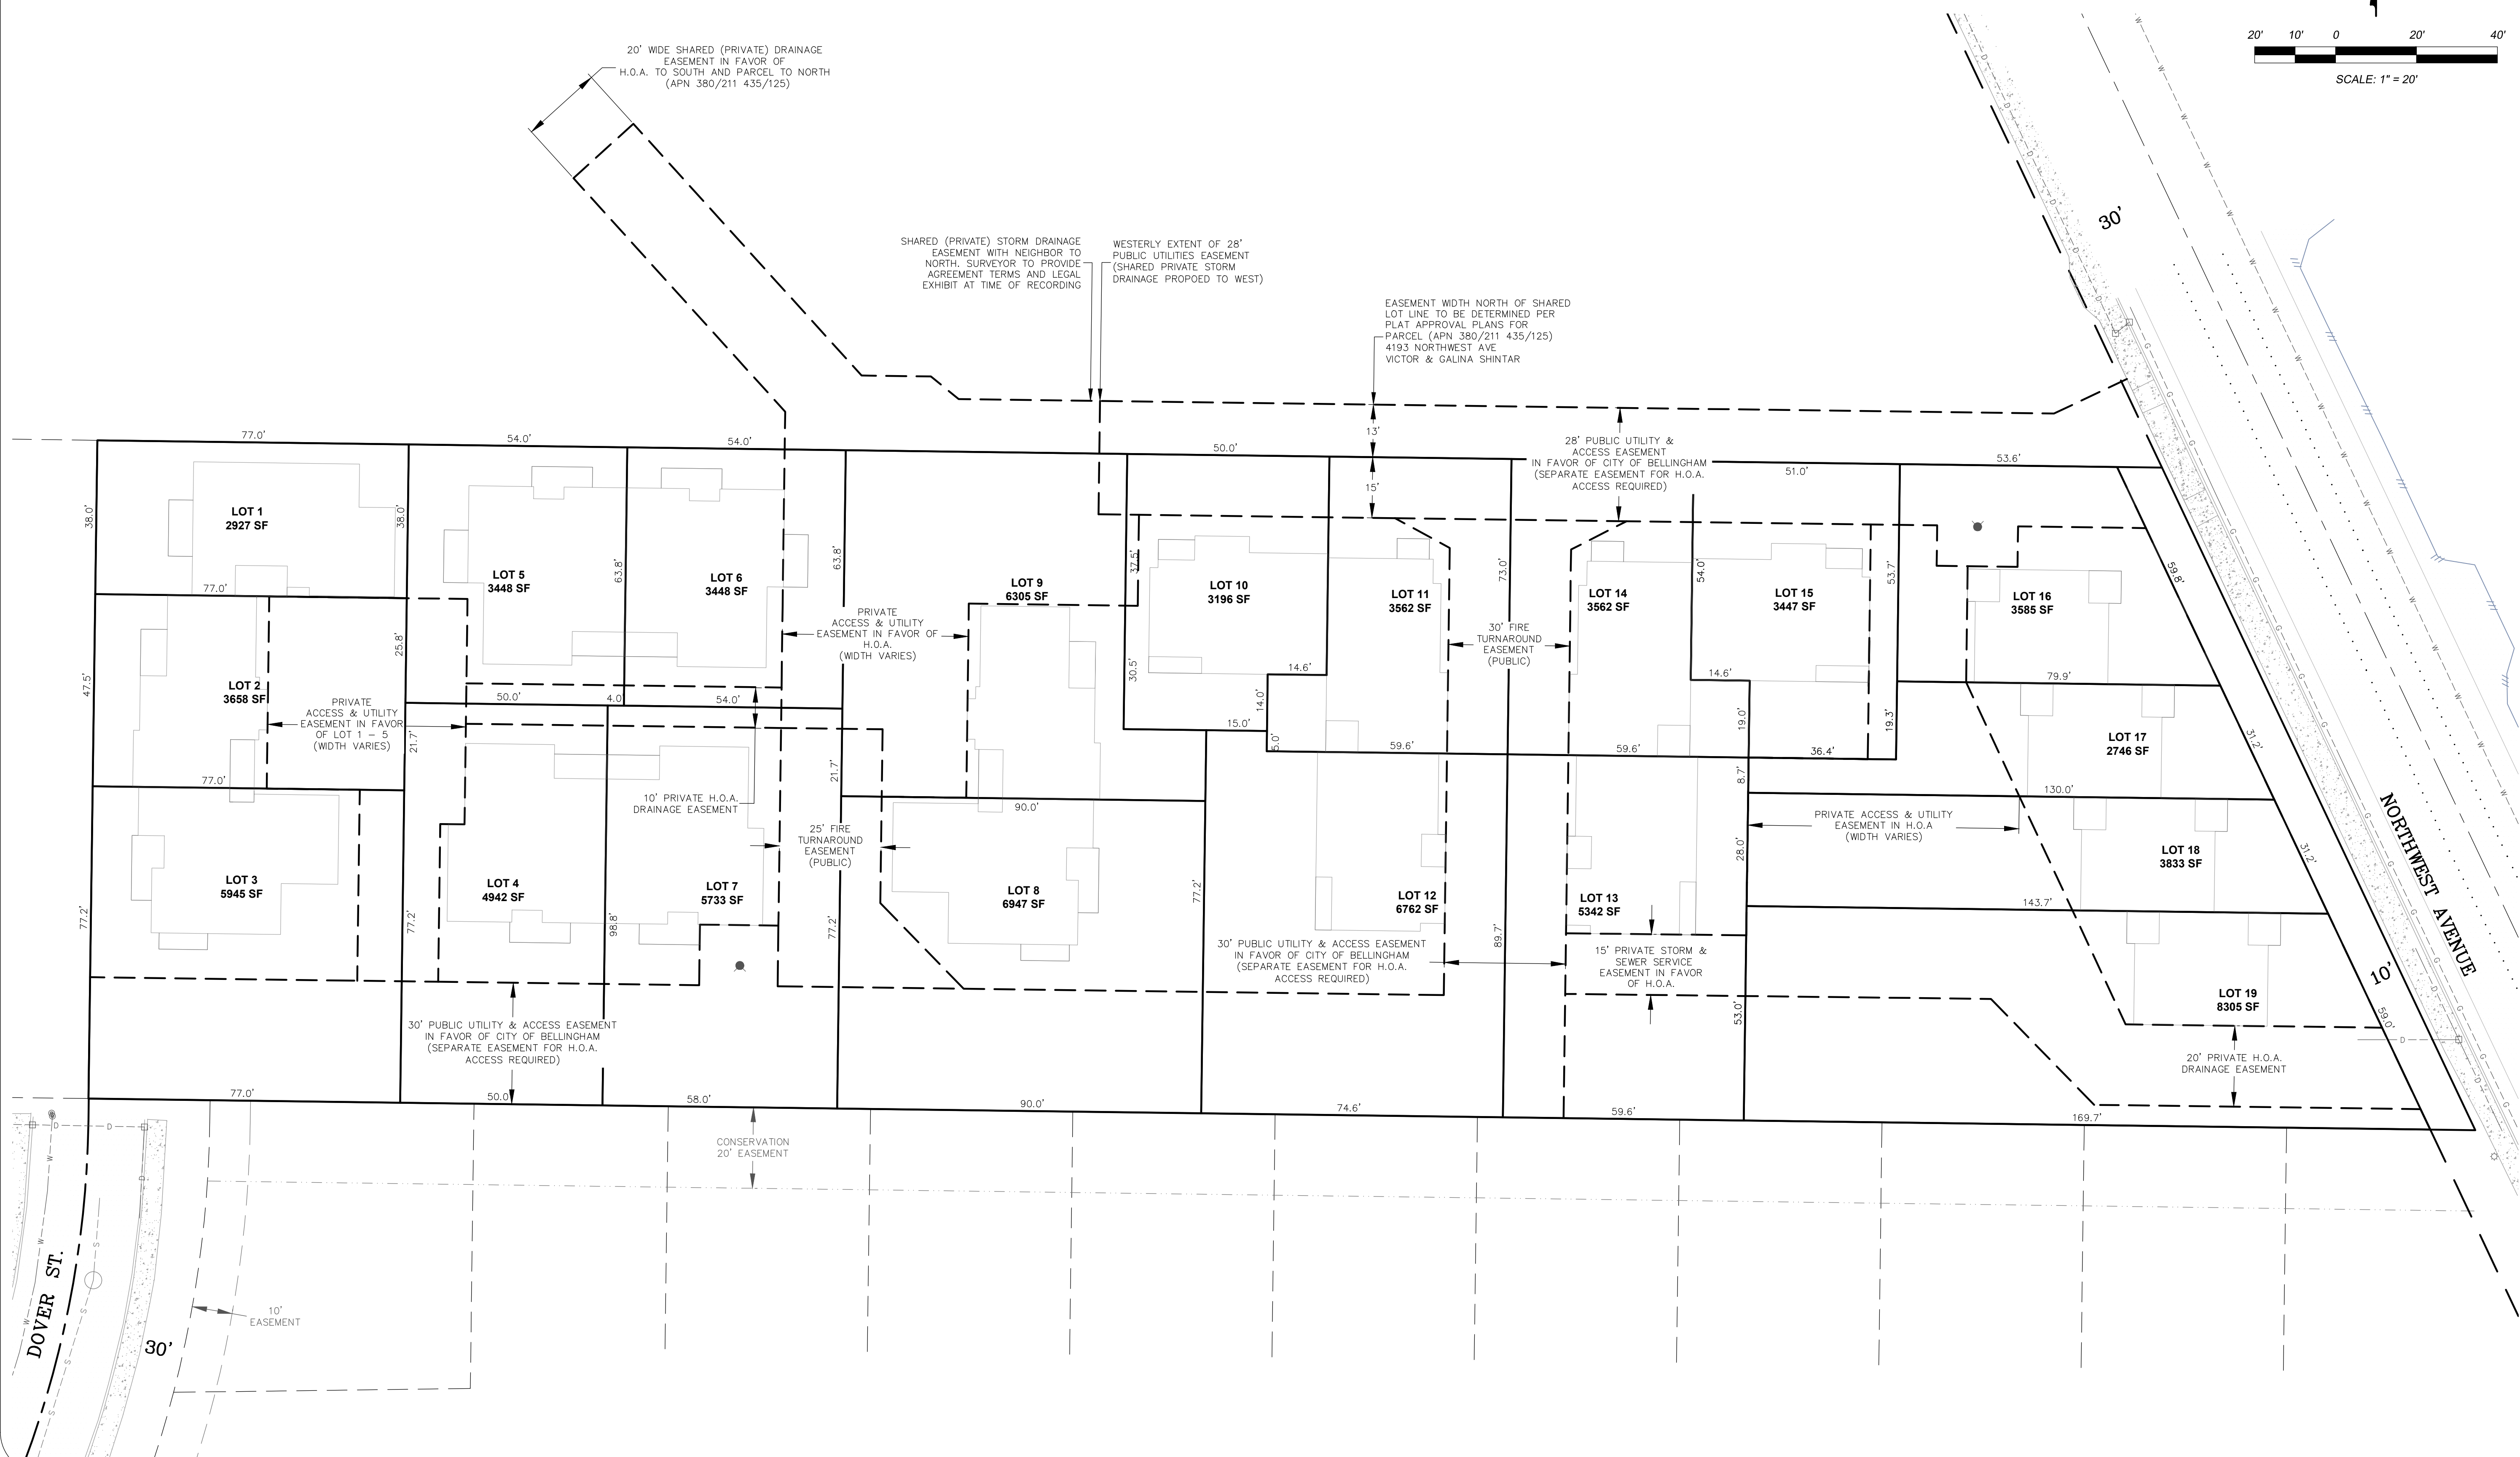 20' 10' 0 20' 40'
SCALE: 1" = 20'
20' WIDE SHARED (PRIVATE) DRAINAGE
EASEMENT IN FAVOR OF
H.O.A. TO SOUTH AND PARCEL TO NORTH
(APN 380/211 435/125)
SHARED (PRIVATE) STORM DRAINAGE
EASEMENT WITH NEIGHBOR TO
NORTH. SURVEYOR TO PROVIDE
AGREEMENT TERMS AND LEGAL
EXHIBIT AT TIME OF RECORDING
WESTERLY EXTENT OF 28'
PUBLIC UTILITIES EASEMENT
(SHARED PRIVATE STORM
DRAINAGE PROPOED TO WEST)
EASEMENT WIDTH NORTH OF SHARED
LOT LINE TO BE DETERMINED PER
PLAT APPROVAL PLANS FOR
PARCEL (APN 380/211 435/125)
4193 NORTHWEST AVE
VICTOR & GALINA SHINTAR
30'
13'
15'
28' PUBLIC UTILITY &
ACCESS EASEMENT
IN FAVOR OF CITY OF BELLINGHAM
(SEPARATE EASEMENT FOR H.O.A.
ACCESS REQUIRED)
77.0'
54.0'
54.0'
50.0'
51.0'
53.6'
38.0'
LOT 1
2927 SF
38.0'
77.0'
LOT 5
3448 SF
63.8'
LOT 6
3448 SF
63.8'
LOT 9
6305 SF
37.5'
LOT 10
3196 SF
LOT 11
3562 SF
73.0'
LOT 14
3562 SF
54.0'
LOT 15
3447 SF
53.7'
LOT 16
3585 SF
59.8'
PRIVATE
ACCESS & UTILITY
EASEMENT IN FAVOR OF
H.O.A.
(WIDTH VARIES)
30' FIRE
TURNAROUND
EASEMENT
(PUBLIC)
47.5'
LOT 2
3658 SF
25.8'
PRIVATE
ACCESS & UTILITY
EASEMENT IN FAVOR
OF LOT 1 - 5
(WIDTH VARIES)
50.0'
4.0'
54.0'
30.5'
14.6'
14.0'
15.0'
5.0'
59.6'
14.6'
19.0'
59.6'
36.4'
19.3'
79.9'
LOT 17
2746 SF
31.2'
21.7'
21.7'
77.0'
10' PRIVATE H.O.A.
DRAINAGE EASEMENT
25' FIRE
TURNAROUND
EASEMENT
(PUBLIC)
90.0'
8.7'
130.0'
PRIVATE ACCESS & UTILITY
EASEMENT IN H.O.A
(WIDTH VARIES)
28.0'
LOT 18
3833 SF
31.2'
NORTHWEST AVENUE
77.2'
LOT 3
5945 SF
77.2'
LOT 4
4942 SF
98.8'
LOT 7
5733 SF
77.2'
LOT 8
6947 SF
77.2'
LOT 12
6762 SF
89.7'
LOT 13
5342 SF
143.7'
30' PUBLIC UTILITY & ACCESS EASEMENT
IN FAVOR OF CITY OF BELLINGHAM
(SEPARATE EASEMENT FOR H.O.A.
ACCESS REQUIRED)
15' PRIVATE STORM &
SEWER SERVICE
EASEMENT IN FAVOR
OF H.O.A.
53.0'
LOT 19
8305 SF
10'
59.0'
30' PUBLIC UTILITY & ACCESS EASEMENT
IN FAVOR OF CITY OF BELLINGHAM
(SEPARATE EASEMENT FOR H.O.A.
ACCESS REQUIRED)
20' PRIVATE H.O.A.
DRAINAGE EASEMENT
77.0'
50.0'
58.0'
90.0'
74.6'
59.6'
169.7'
CONSERVATION
20' EASEMENT
DOVER ST.
30'
10'
EASEMENT